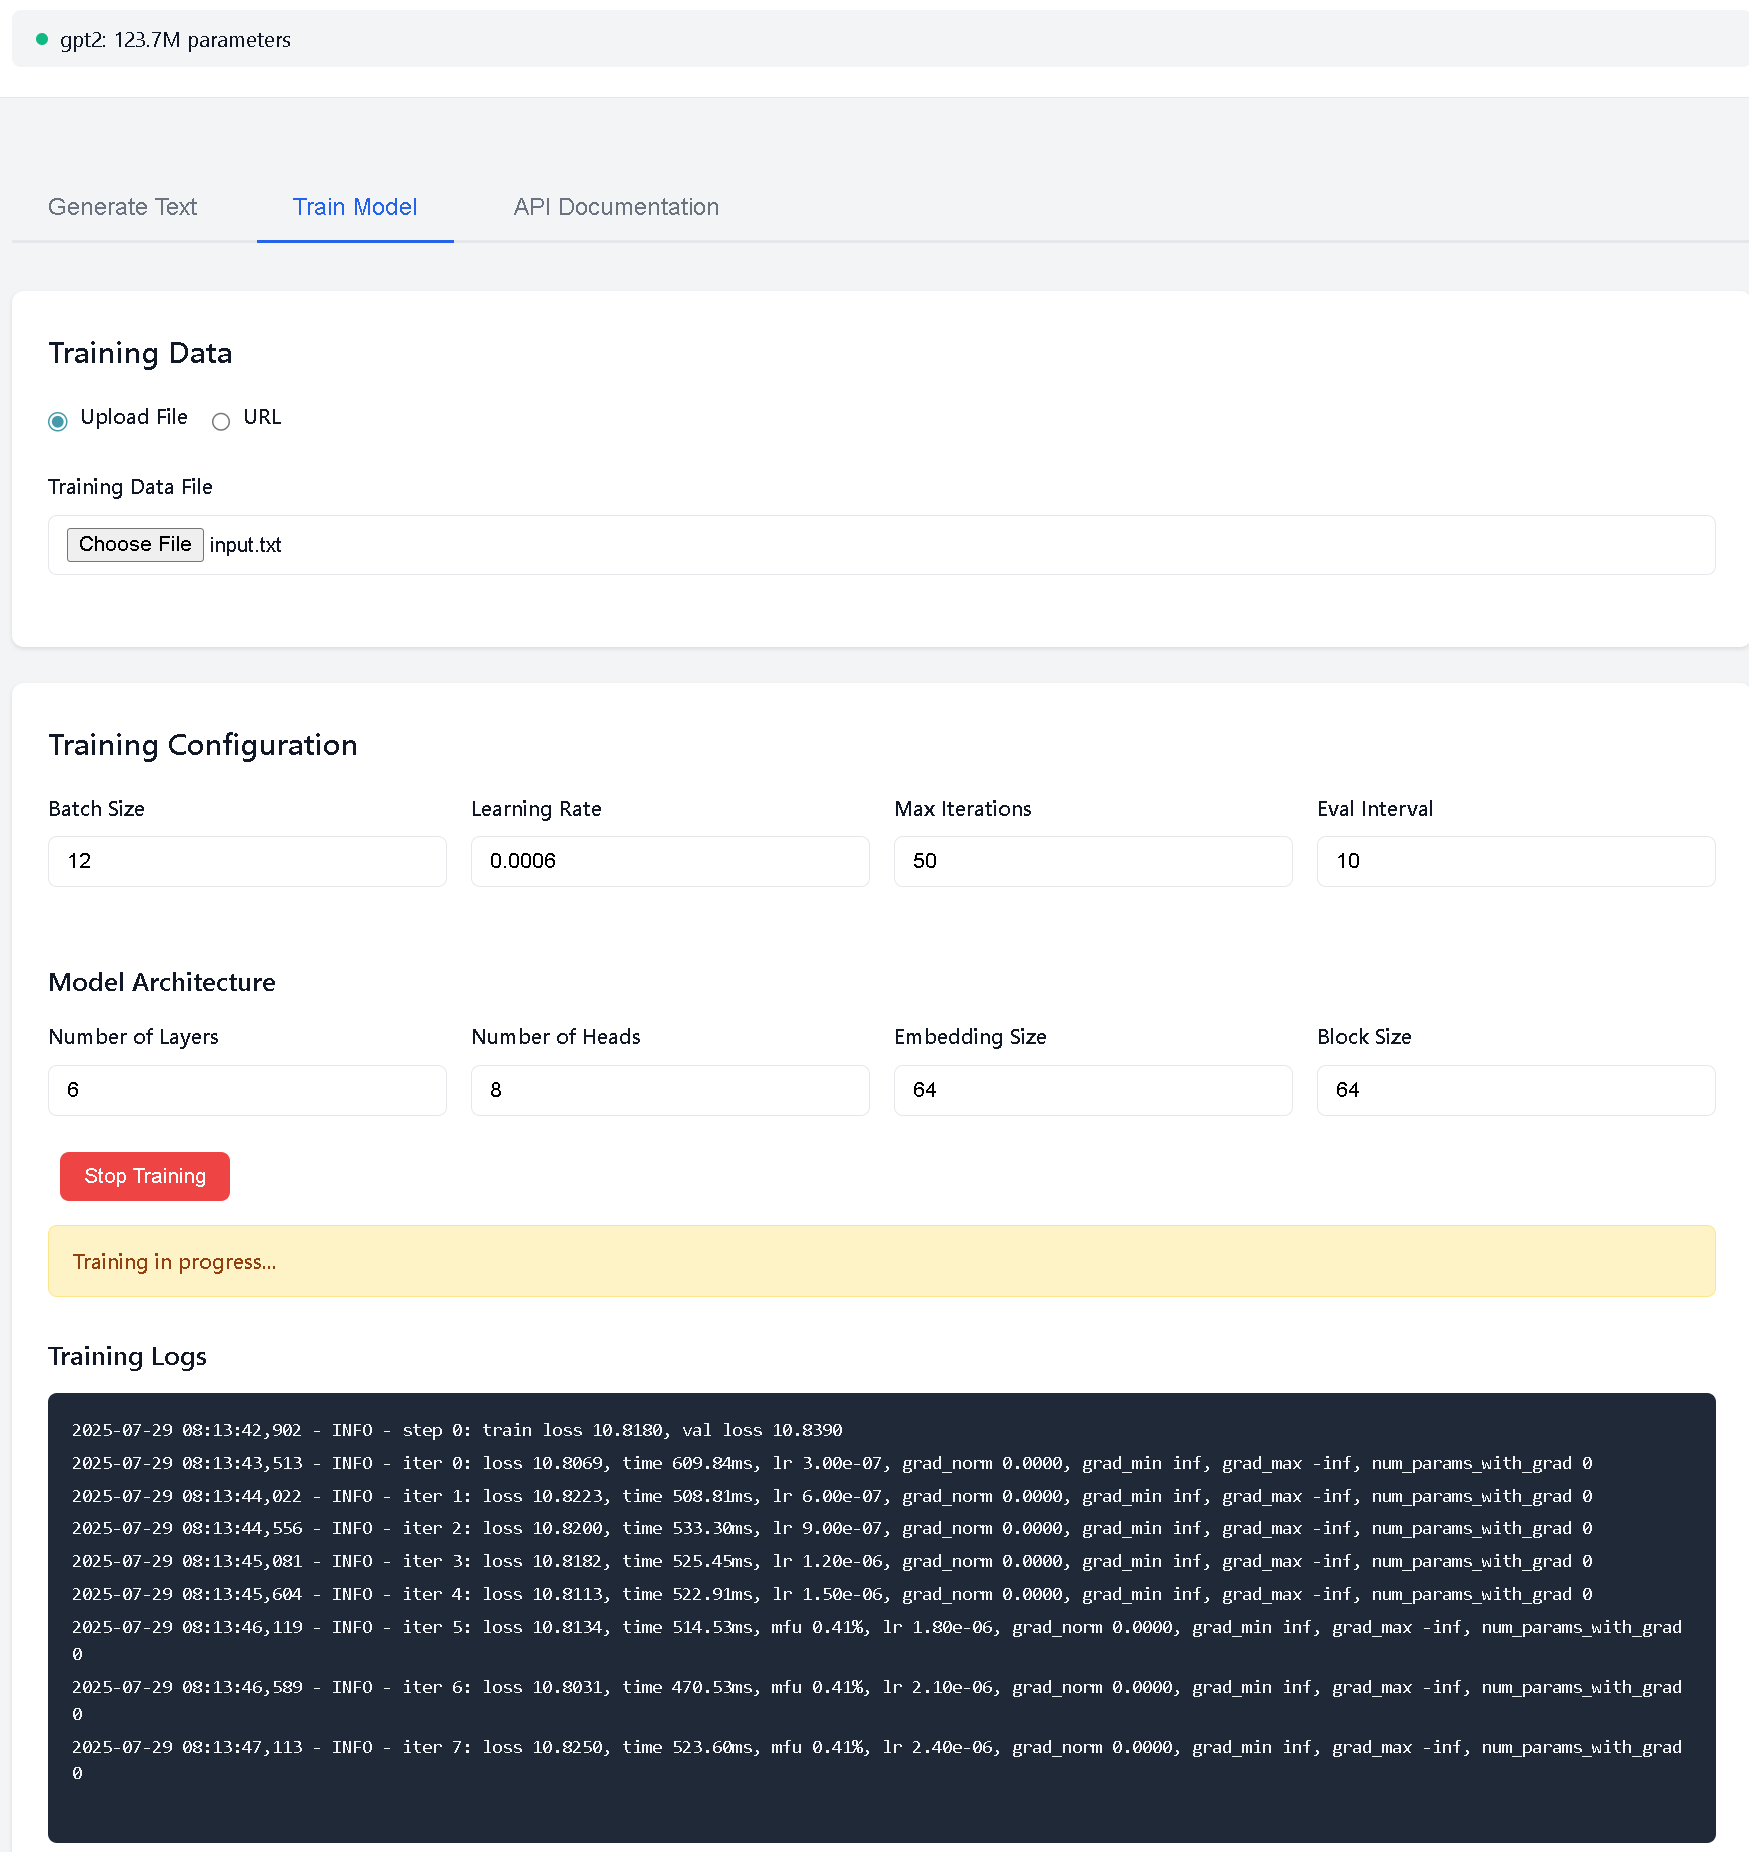 gpt2: 123.7M parameters
Generate Text Train Model API Documentation
Training Data
Upload File URL
Training Data File
Choose File input.txt
Training Configuration
Batch Size Learning Rate Max Iterations Eval Interval
12 0.0006 50 10
Model Architecture
Number of Layers Number of Heads Embedding Size Block Size
6 8 64 64
Stop Training
Training in progress...
Training Logs
2025-07-29 08:13:42,902 - INFO - step 0: train loss 10.8180, val loss 10.8390
2025-07-29 08:13:43,513 - INFO - iter 0: loss 10.8069, time 609.84ms, lr 3.00e-07, grad_norm 0.0000, grad_min inf, grad_max -inf, num_params_with_grad 0
2025-07-29 08:13:44,022 - INFO - iter 1: loss 10.8223, time 508.81ms, lr 6.00e-07, grad_norm 0.0000, grad_min inf, grad_max -inf, num_params_with_grad 0
2025-07-29 08:13:44,556 - INFO - iter 2: loss 10.8200, time 533.30ms, lr 9.00e-07, grad_norm 0.0000, grad_min inf, grad_max -inf, num_params_with_grad 0
2025-07-29 08:13:45,081 - INFO - iter 3: loss 10.8182, time 525.45ms, lr 1.20e-06, grad_norm 0.0000, grad_min inf, grad_max -inf, num_params_with_grad 0
2025-07-29 08:13:45,604 - INFO - iter 4: loss 10.8113, time 522.91ms, lr 1.50e-06, grad_norm 0.0000, grad_min inf, grad_max -inf, num_params_with_grad 0
2025-07-29 08:13:46,119 - INFO - iter 5: loss 10.8134, time 514.53ms, mfu 0.41%, lr 1.80e-06, grad_norm 0.0000, grad_min inf, grad_max -inf, num_params_with_grad
0
2025-07-29 08:13:46,589 - INFO - iter 6: loss 10.8031, time 470.53ms, mfu 0.41%, lr 2.10e-06, grad_norm 0.0000, grad_min inf, grad_max -inf, num_params_with_grad
0
2025-07-29 08:13:47,113 - INFO - iter 7: loss 10.8250, time 523.60ms, mfu 0.41%, lr 2.40e-06, grad_norm 0.0000, grad_min inf, grad_max -inf, num_params_with_grad
0